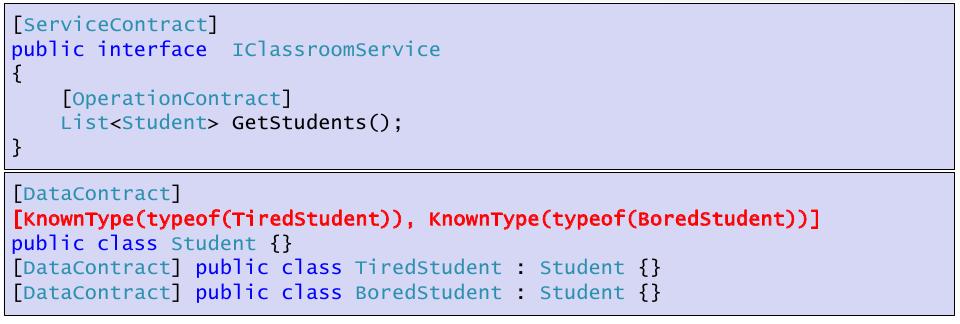 [ServiceContract]
public interface  IClassroomService
{
    [OperationContract]
    List<Student> GetStudents();
}
[DataContract]
[KnownType(typeof(TiredStudent)), KnownType(typeof(BoredStudent))]
public class Student {}
[DataContract] public class TiredStudent : Student {}
[DataContract] public class BoredStudent : Student {}